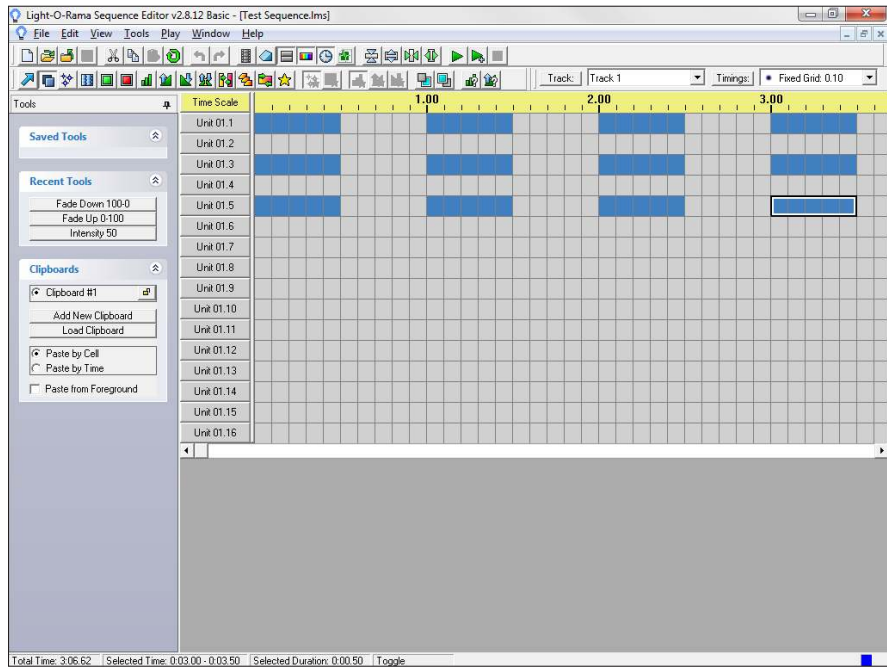 Light-O-Rama Sequence Editor v2.8.12 Basic - [Test Sequence.lms]
File Edit View Tools Play Window Help
Track: Track 1 Timings: Fixed Grid: 0.10
Tools
Time Scale 1.00 2.00 3.00
Saved Tools
Recent Tools
Fade Down 100-0
Fade Up 0-100
Intensity 50
Clipboards
Clipboard #1
Add New Clipboard
Load Clipboard
Paste by Cell
Paste by Time
Paste from Foreground
Unit 01.1
Unit 01.2
Unit 01.3
Unit 01.4
Unit 01.5
Unit 01.6
Unit 01.7
Unit 01.8
Unit 01.9
Unit 01.10
Unit 01.11
Unit 01.12
Unit 01.13
Unit 01.14
Unit 01.15
Unit 01.16
Total Time: 3:06.62 Selected Time: 0:03.00 - 0:03.50 Selected Duration: 0:00.50 Toggle